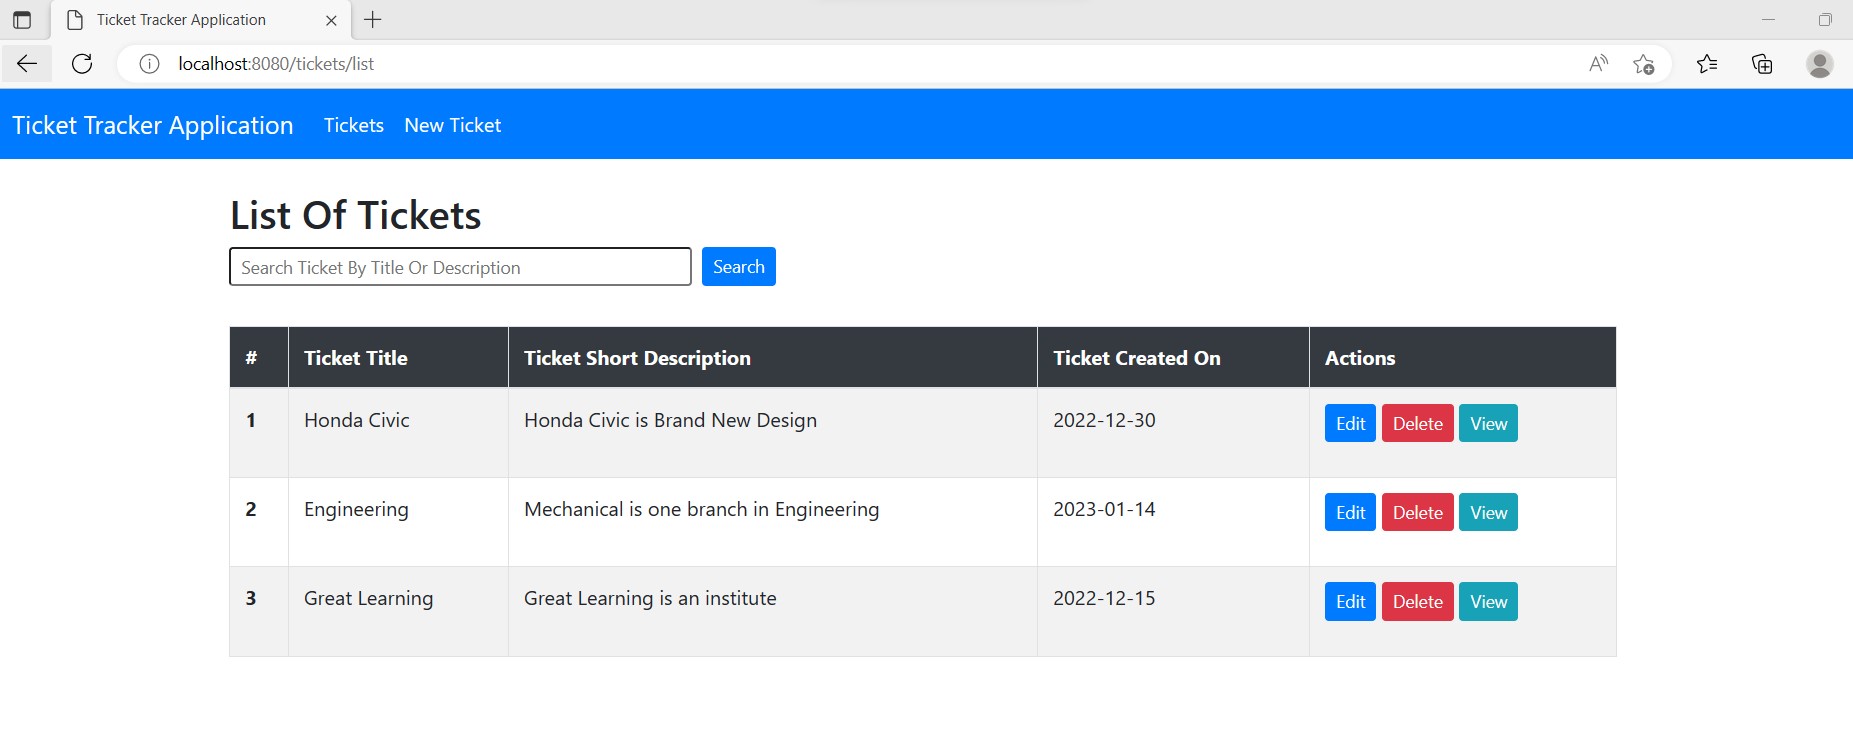 Ticket Tracker Application
localhost:8080/tickets/list
Ticket Tracker Application Tickets New Ticket
List Of Tickets
Search Ticket By Title Or Description Search
# Ticket Title Ticket Short Description Ticket Created On Actions
1 Honda Civic Honda Civic is Brand New Design 2022-12-30 Edit Delete View
2 Engineering Mechanical is one branch in Engineering 2023-01-14 Edit Delete View
3 Great Learning Great Learning is an institute 2022-12-15 Edit Delete View